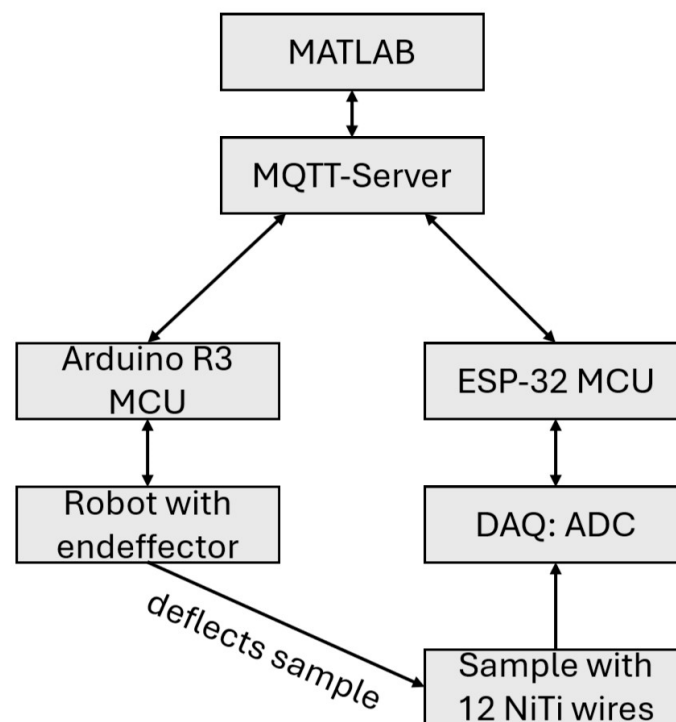 MATLAB
MQTT-Server
Arduino R3
MCU
ESP-32 MCU
Robot with
endeffector
DAQ: ADC
deflects sample
Sample with
12 NiTi wires